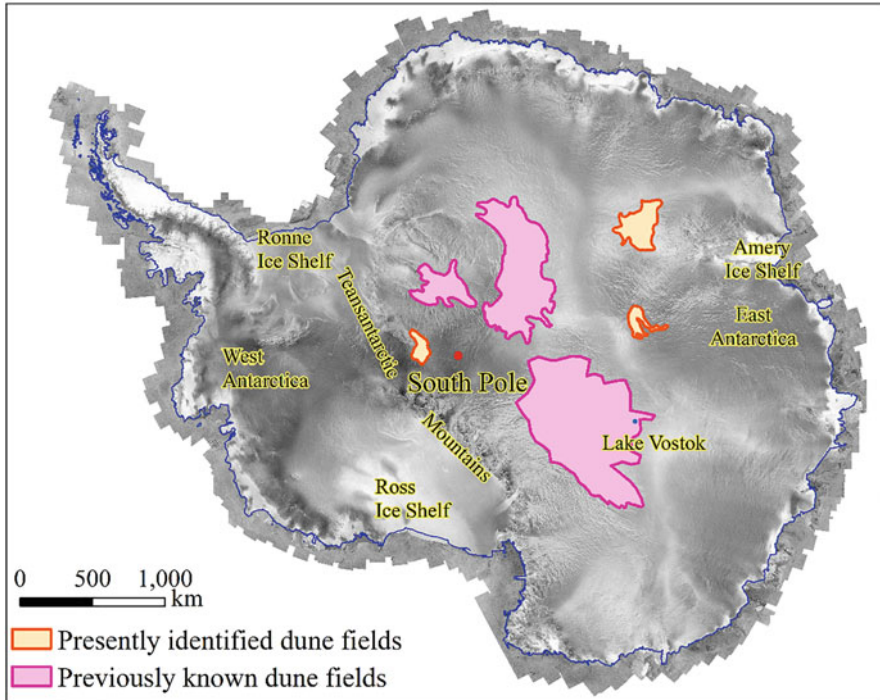 Ronne
Ice Shelf
Amery
Ice Shelf
Teansantarctic
East
Antarctica
West
Antarctica
South Pole
Mountains
Lake Vostok
Ross
Ice Shelf
0 500 1,000
km
Presently identified dune fields
Previously known dune fields